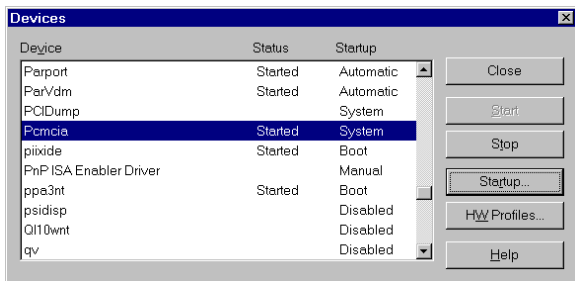 Devices
Device Status Startup
Parport Started Automatic
ParVdm Started Automatic
PCIDump System
Pcmcia Started System
piixide Started Boot
PnP ISA Enabler Driver Manual
ppa3nt Started Boot
psidisp Disabled
Ql10wnt Disabled
qv Disabled
Close
Start
Stop
Startup...
HW Profiles...
Help